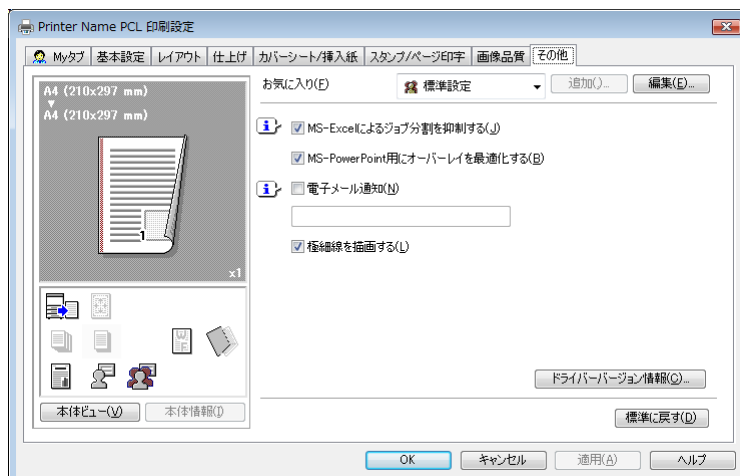 Printer Name PCL 印刷設定
Myタブ 基本設定 レイアウト 仕上げ カバーシート/挿入紙 スタンプ/ページ印字 画像品質 その他
A4 (210x297 mm)
A4 (210x297 mm)
1
x1
お気に入り(F) 標準設定 追加()... 編集(E)...
MS-Excelによるジョブ分割を抑制する(J)
MS-PowerPoint用にオーバーレイを最適化する(B)
電子メール通知(N)
極細線を描画する(L)
W
F
ドライバーバージョン情報(C)...
本体ビュー(V) 本体情報(I)
標準に戻す(D)
OK キャンセル 適用(A) ヘルプ